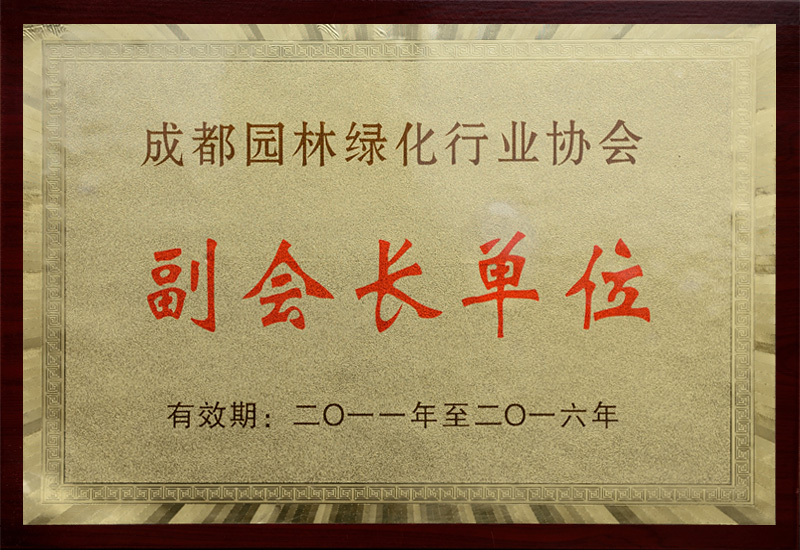 成都园林绿化行业协会
副会长单位
有效期：二〇一一年至二〇一六年